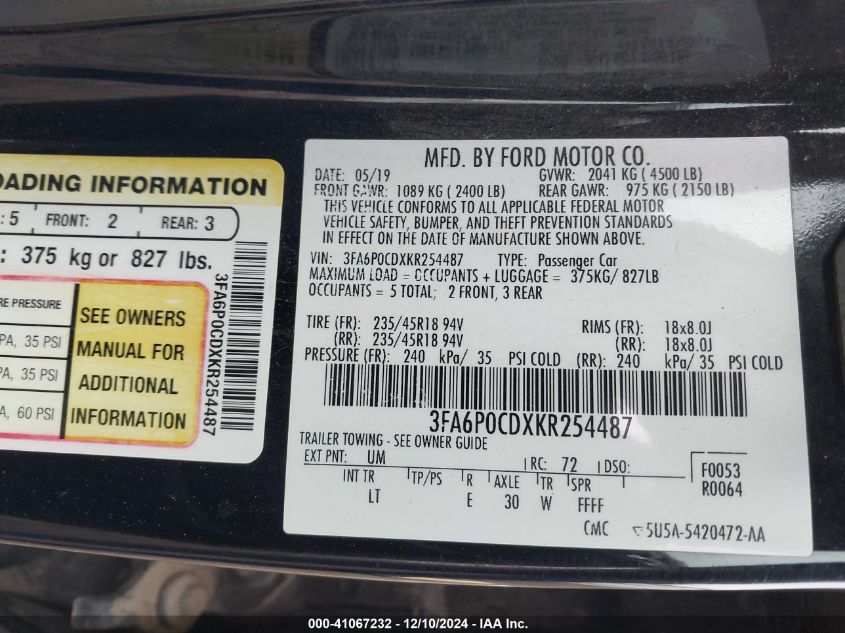 LOADING INFORMATION
: 5 FRONT: 2 REAR: 3
: 375 kg or 827 lbs.
RE PRESSURE
PA, 35 PSI
PA, 35 PSI
A, 60 PSI
SEE OWNERS
MANUAL FOR
ADDITIONAL
INFORMATION
3FA6P0CDXKR254487
MFD. BY FORD MOTOR CO.
DATE: 05/19 GVWR: 2041 KG ( 4500 LB)
FRONT GAWR: 1089 KG ( 2400 LB) REAR GAWR: 975 KG ( 2150 LB)
THIS VEHICLE CONFORMS TO ALL APPLICABLE FEDERAL MOTOR
VEHICLE SAFETY, BUMPER, AND THEFT PREVENTION STANDARDS
IN EFFECT ON THE DATE OF MANUFACTURE SHOWN ABOVE.
VIN: 3FA6P0CDXKR254487 TYPE: Passenger Car
MAXIMUM LOAD = OCCUPANTS + LUGGAGE = 375KG/ 827LB
OCCUPANTS = 5 TOTAL; 2 FRONT, 3 REAR
TIRE (FR): 235/45R18 94V RIMS (FR): 18x8.0J
(RR): 235/45R18 94V (RR): 18x8.0J
PRESSURE (FR): 240 kPa/ 35 PSI COLD (RR): 240 kPa/ 35 PSI COLD
3FA6P0CDXKR254487
TRAILER TOWING - SEE OWNER GUIDE
EXT PNT: UM RC: 72 DSO: F0053
R0064
INT TR TP/PS R AXLE TR SPR
LT E 30 W FFFF
CMC 5U5A-5420472-AA
000-41067232 - 12/10/2024 - IAA Inc.